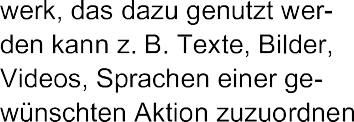 werk, das dazu genutzt wer-
den kann z. B. Texte, Bilder,
Videos, Sprachen einer ge-
wünschten Aktion zuzuordnen